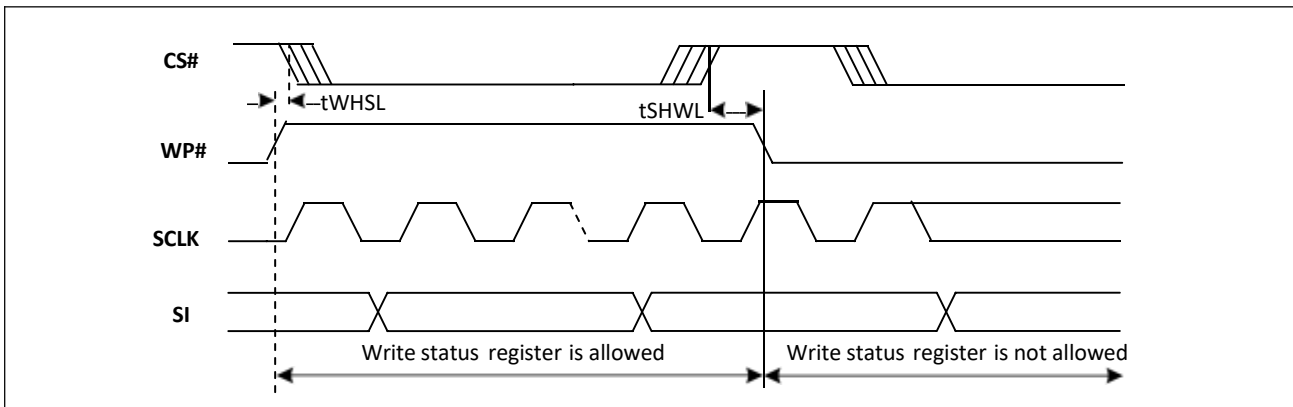 CS#
tWHSL
tSHWL
WP#
SCLK
SI
Write status register is allowed
Write status register is not allowed